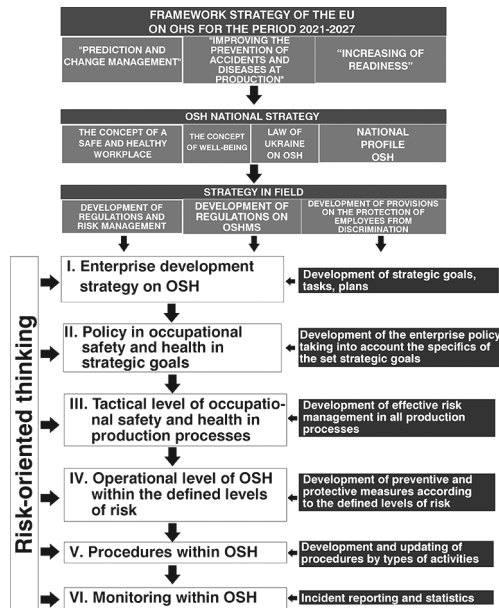 FRAMEWORK STRATEGY OF THE EU
ON OHS FOR THE PERIOD 2021-2027
"PREDICTION AND
CHANGE MANAGEMENT"
"IMPROVING THE
PREVENTION OF
ACCIDENTS AND
DISEASES AT
PRODUCTION"
"INCREASING OF
READINESS"
OSH NATIONAL STRATEGY
THE CONCEPT OF A
SAFE AND HEALTHY
WORKPLACE
THE CONCEPT
OF WELL-BEING
LAW OF
UKRAINE
ON OSH
NATIONAL
PROFILE
OSH
STRATEGY IN FIELD
DEVELOPMENT OF
REGULATIONS AND
RISK MANAGEMENT
DEVELOPMENT OF
REGULATIONS ON
OSHMS
DEVELOPMENT OF PROVISIONS
ON THE PROTECTION OF
EMPLOYEES FROM
DISCRIMINATION
Risk-oriented thinking
I. Enterprise development
strategy on OSH
Development of strategic goals,
tasks, plans
II. Policy in occupational
safety and health in
strategic goals
Development of the enterprise policy
taking into account the specifics of
the set strategic goals
III. Tactical level of occupatio-
nal safety and health in
production processes
Development of effective risk
management in all production
processes
IV. Operational level of OSH
within the defined levels
of risk
Development of preventive and
protective measures according
to the defined levels of risk
V. Procedures within OSH
Development and updating of
procedures by types of activities
VI. Monitoring within OSH
Incident reporting and statistics